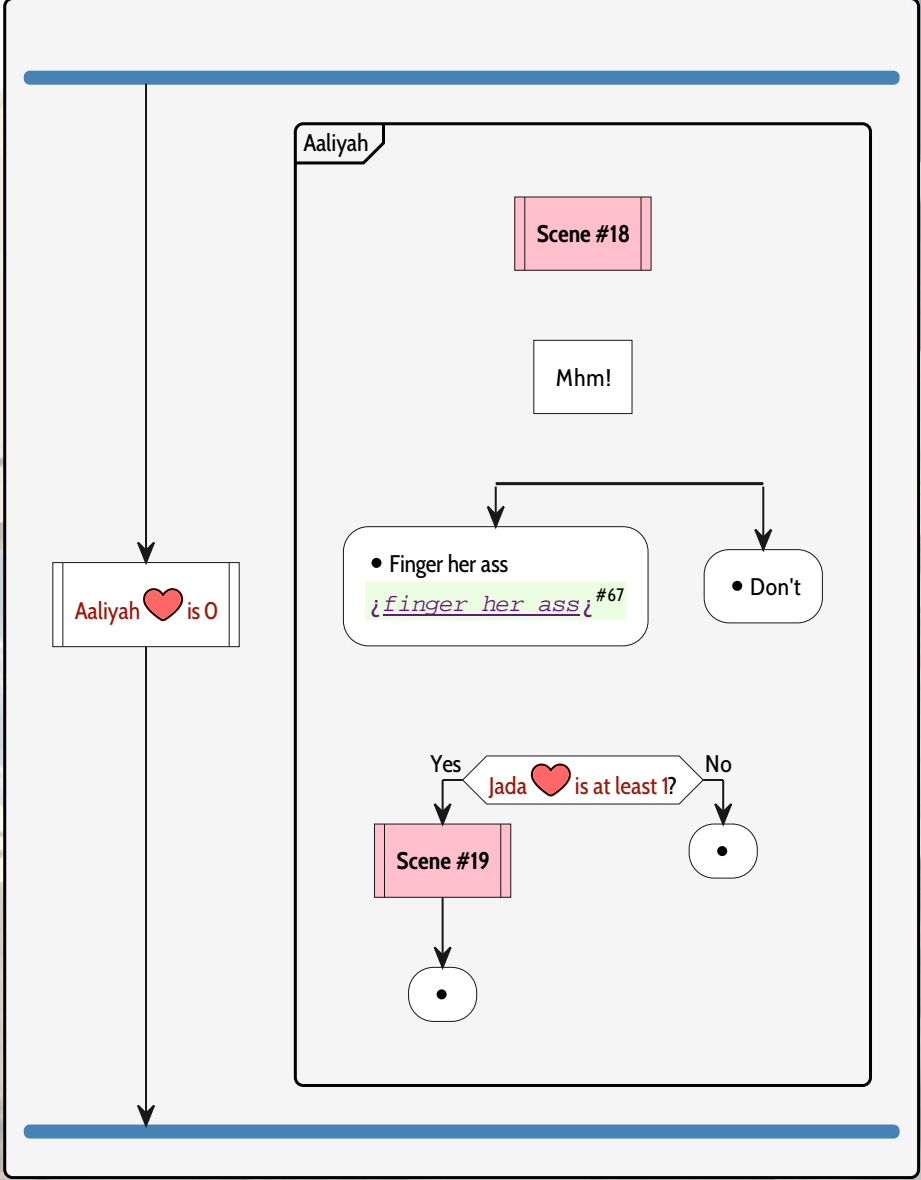 Aaliyah
Scene #18
Mhm!
• Finger her ass
¿finger her ass¿#67
• Don't
Aaliyah ❤ is 0
Yes
Jada ❤ is at least 1?
No
Scene #19
•
•